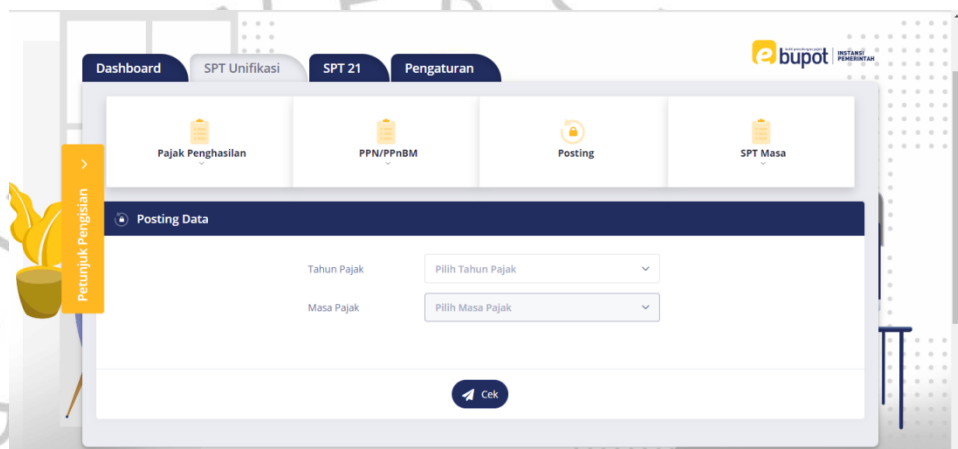 Dashboard
SPT Unifikasi
SPT 21
Pengaturan
e bupot
INSTANSI
PEMERINTAH
Pajak Penghasilan
PPN/PPnBM
Posting
SPT Masa
Petunjuk Pengisian
Posting Data
Tahun Pajak
Pilih Tahun Pajak
Masa Pajak
Pilih Masa Pajak
Cek